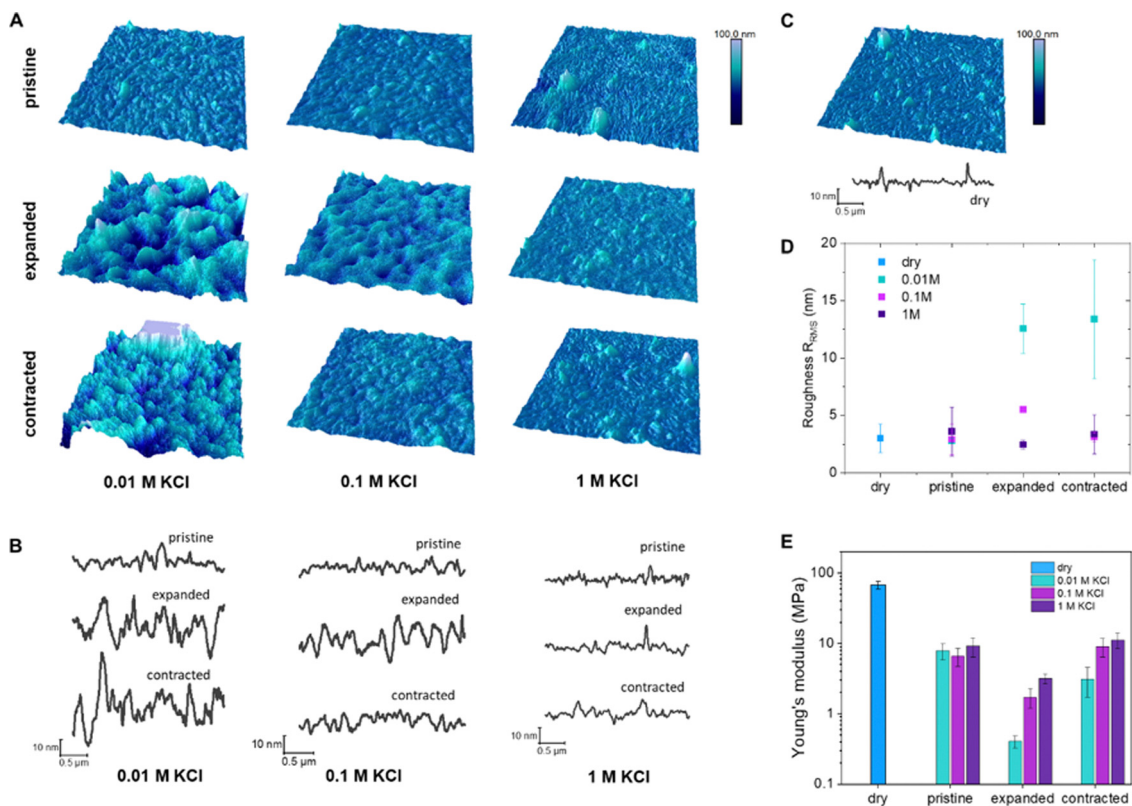 A
pristine
expanded
contracted
100.0 nm
0.01 M KCl
0.1 M KCl
1 M KCl
B
pristine
expanded
contracted
10 nm
0.5 µm
0.01 M KCl
pristine
expanded
contracted
10 nm
0.5 µm
0.1 M KCl
pristine
expanded
contracted
10 nm
0.5 µm
1 M KCl
C
100.0 nm
10 nm
0.5 µm
dry
D
Roughness R_RMS (nm)
20
15
10
5
0
dry
0.01M
0.1M
1M
dry
pristine
expanded
contracted
E
Young's modulus (MPa)
100
10
1
0.1
dry
0.01 M KCl
0.1 M KCl
1 M KCl
dry
pristine
expanded
contracted